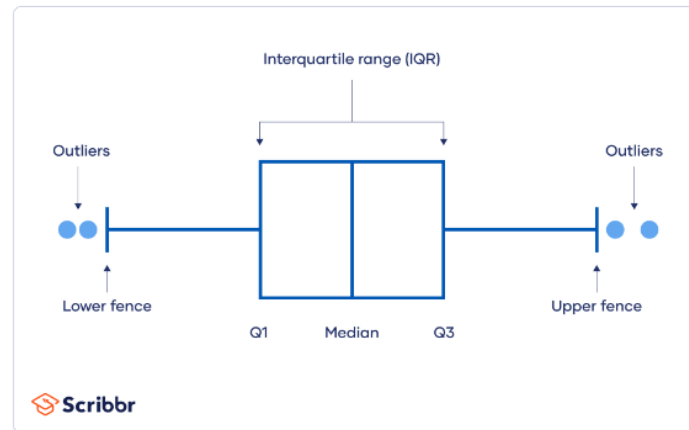 Interquartile range (IQR)
Outliers
Outliers
Lower fence
Upper fence
Q1
Median
Q3
Scribbr